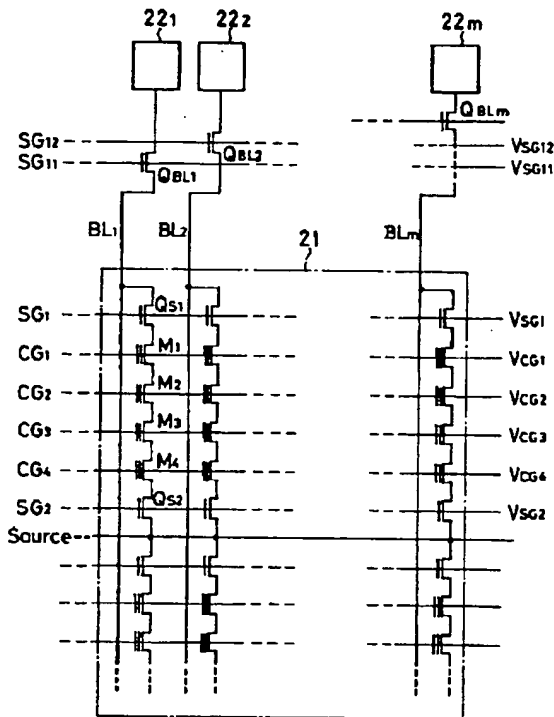 22₁ 22₂ 22m
QBLm
SG12 QBL2 VSG12
SG11 QBL1 VSG11
BL₁ BL₂ BLm 21
SG₁ QS1 VSG1
CG₁ M₁ VCG1
CG₂ M₂ VCG2
CG₃ M₃ VCG3
CG₄ M₄ VCG4
SG₂ QS2 VSG2
Source